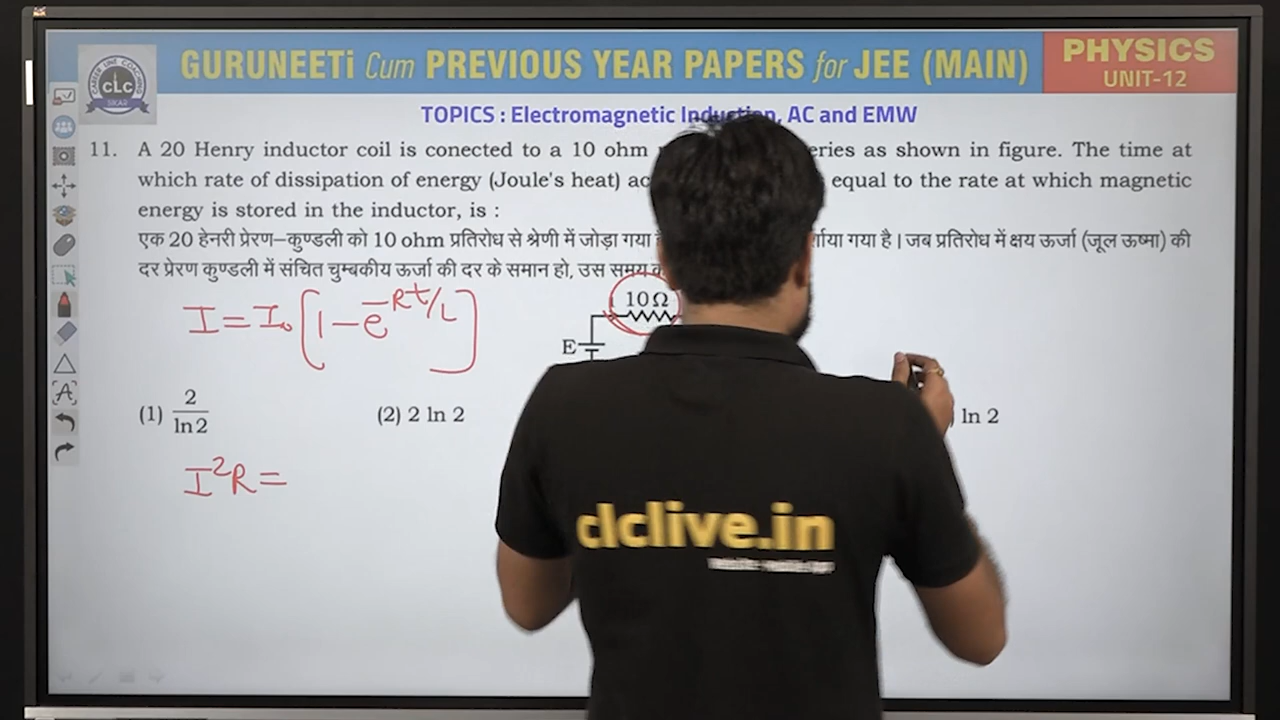 GURUNEETi Cum PREVIOUS YEAR PAPERS for JEE (MAIN)
PHYSICS
UNIT-12
CLC
SIKAR
TOPICS : Electromagnetic Induction, AC and EMW
11. A 20 Henry inductor coil is conected to a 10 ohm eries as shown in figure. The time at
which rate of dissipation of energy (Joule's heat) ac equal to the rate at which magnetic
energy is stored in the inductor, is :
एक 20 हेनरी प्रेरण–कुण्डली को 10 ohm प्रतिरोध से श्रेणी में जोड़ा गया र्शाया गया है। जब प्रतिरोध में क्षय ऊर्जा (जूल ऊष्मा) की
दर प्रेरण कुण्डली में संचित चुम्बकीय ऊर्जा की दर के समान हो, उस समय
I = I₀ [1 – e^(-Rt/L)]
10Ω
E
(1) 2/ln2
(2) 2 ln 2
) ln 2
I²R =
clclive.in